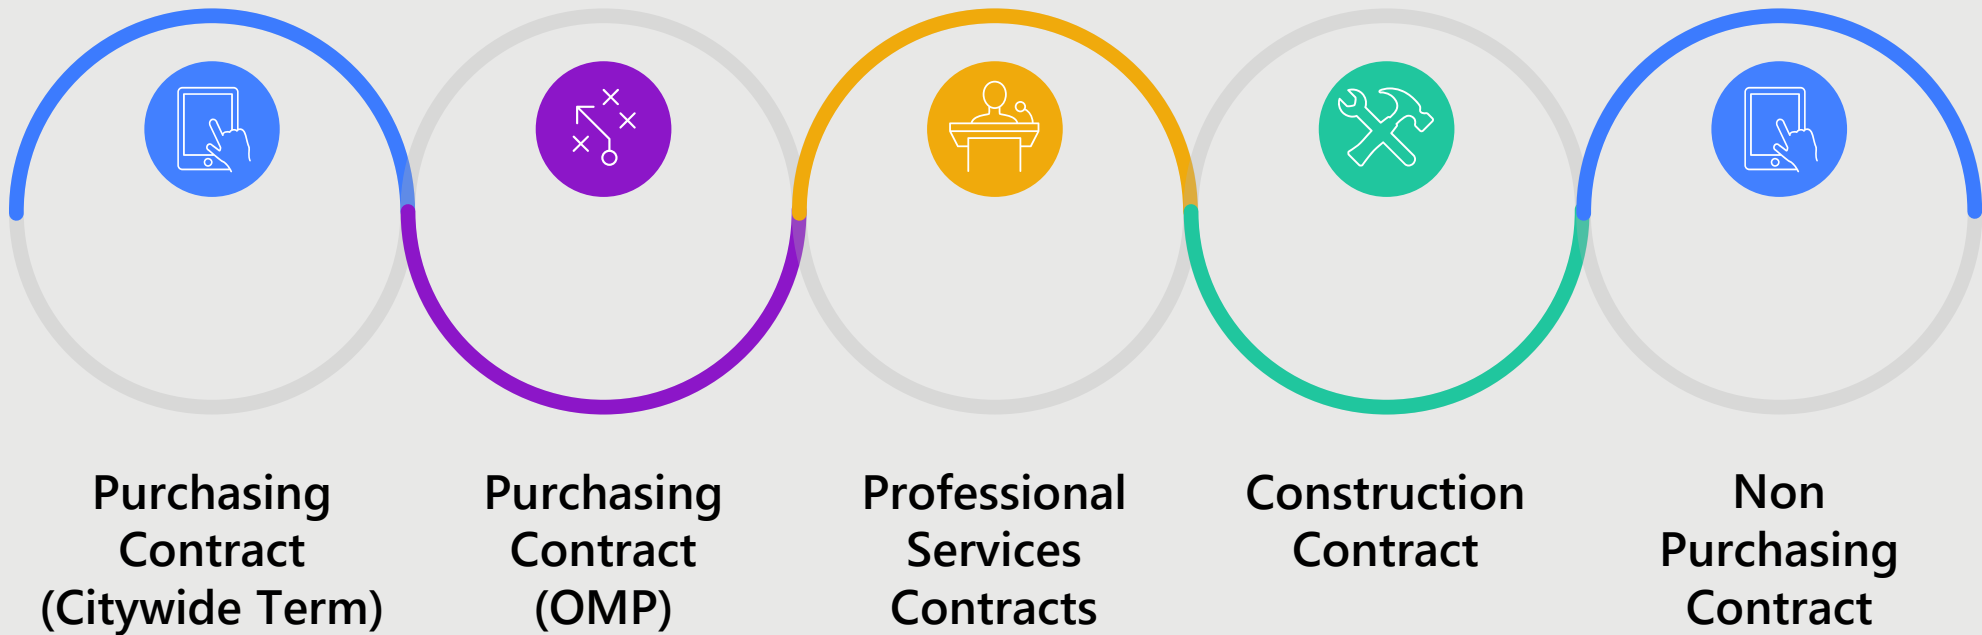 Purchasing
Contract
(Citywide Term)
Purchasing
Contract
(OMP)
Professional
Services
Contracts
Construction
Contract
Non
Purchasing
Contract